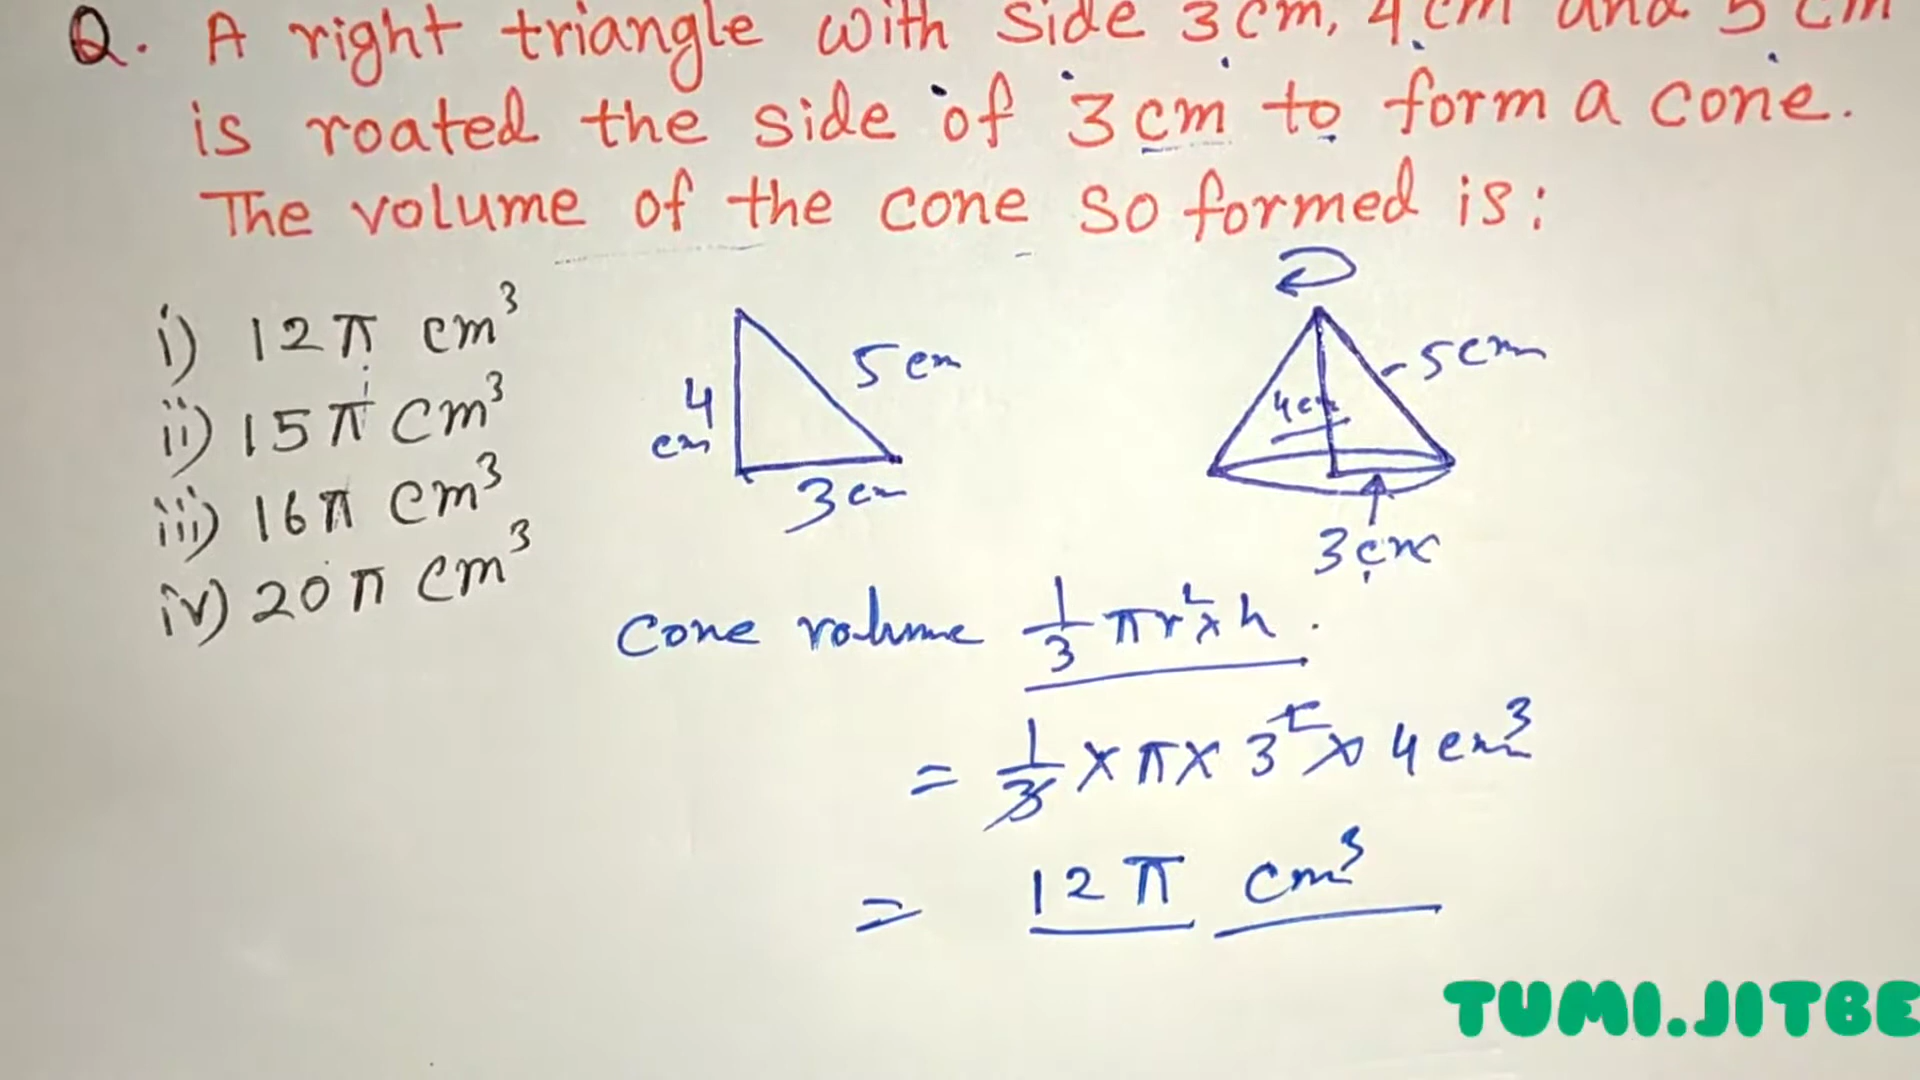 Q. A right triangle with side 3cm, 4cm and 5cm
is roated the side of 3cm to form a cone.
The volume of the cone so formed is:
i) 12π cm³
ii) 15π cm³
iii) 16π cm³
iv) 20π cm³
4 cm
5 cm
3 cm
4cm
5cm
3cm
Cone volume 1/3 πr²×h.
= 1/3 × π × 3² × 4 cm³
= 12π cm³
TUMI.JITBE